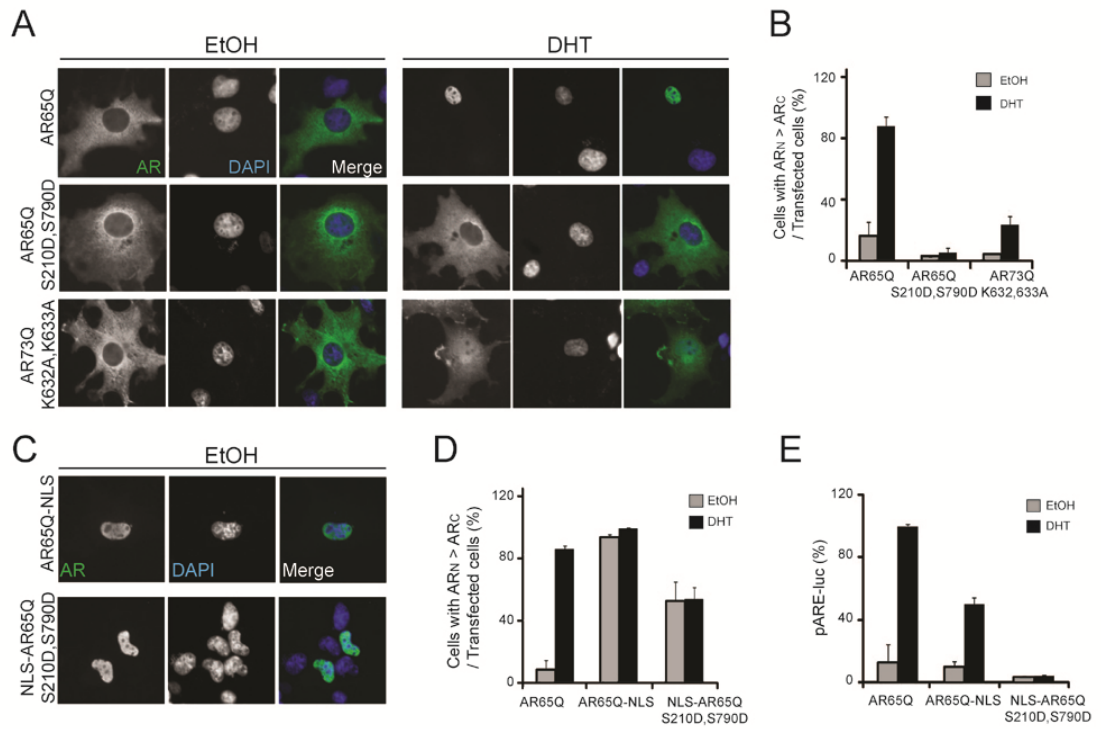 A
EtOH
DHT
AR65Q
AR
DAPI
Merge
AR65Q
S210D,S790D
AR73Q
K632A,K633A
B
Cells with ARN > ARC
/ Transfected cells (%)
120
80
40
0
EtOH
DHT
AR65Q
AR65Q
S210D,S790D
AR73Q
K632,633A
C
EtOH
AR65Q-NLS
AR
DAPI
Merge
NLS-AR65Q
S210D,S790D
D
Cells with ARN > ARC
/ Transfected cells (%)
120
80
40
0
EtOH
DHT
AR65Q
AR65Q-NLS
NLS-AR65Q
S210D,S790D
E
pARE-luc (%)
120
80
40
0
EtOH
DHT
AR65Q
AR65Q-NLS
NLS-AR65Q
S210D,S790D